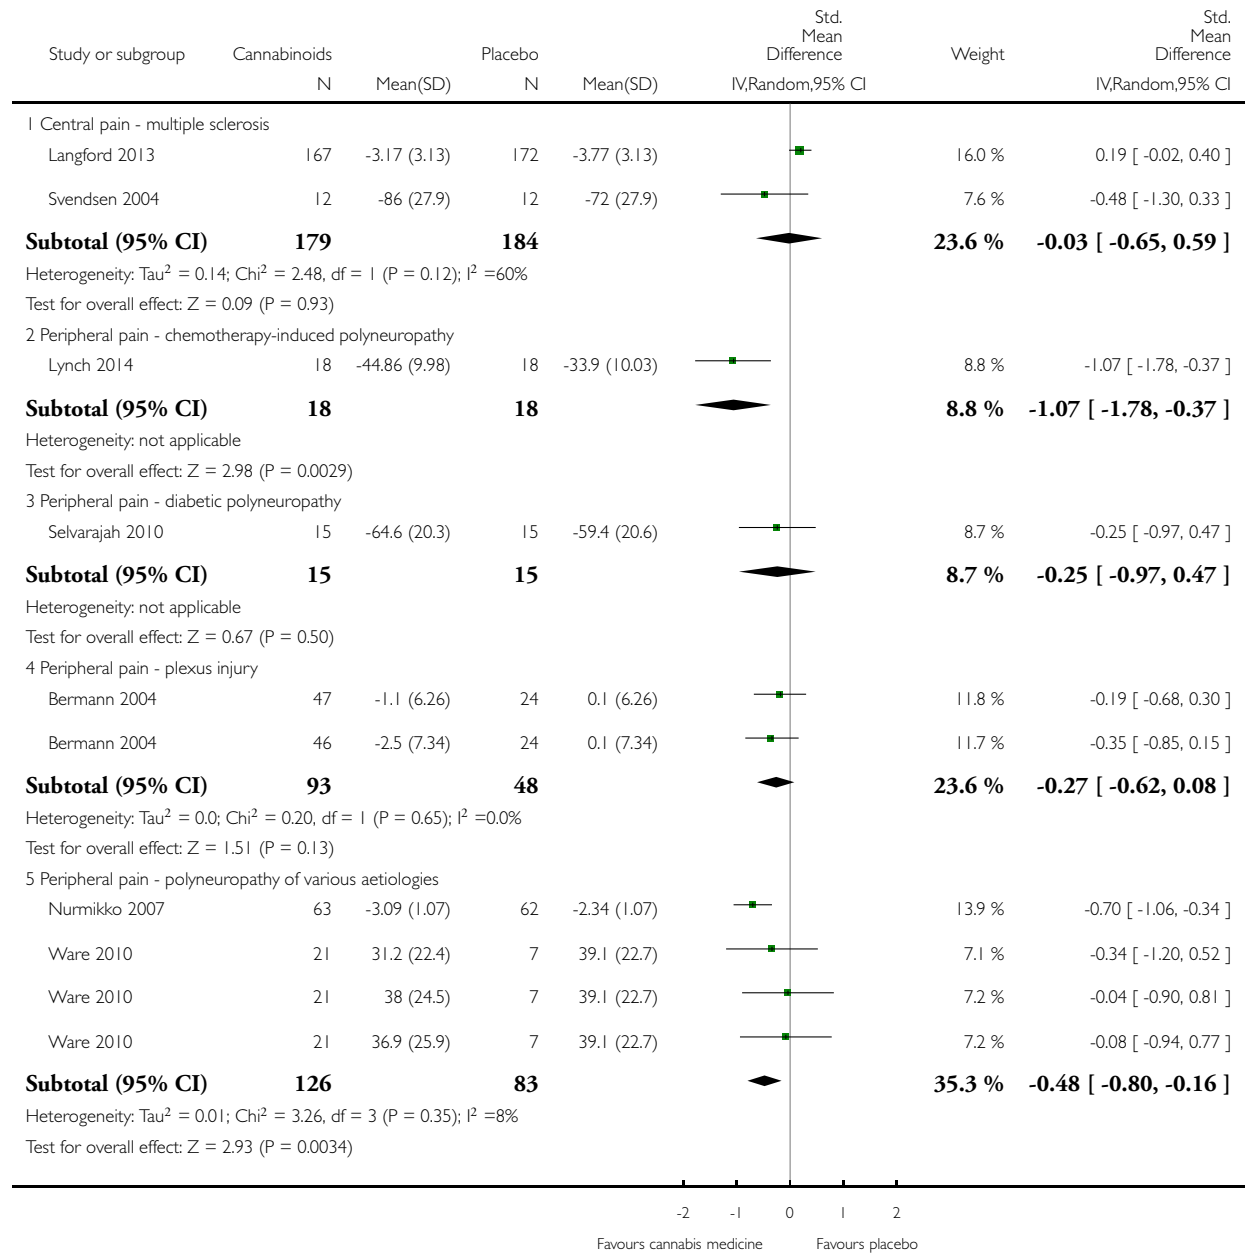 Std. Mean Difference Std. Mean Difference
Study or subgroup Cannabinoids Placebo Weight
N Mean(SD) N Mean(SD) IV,Random,95% CI IV,Random,95% CI
1 Central pain - multiple sclerosis
Langford 2013 167 -3.17 (3.13) 172 -3.77 (3.13) 16.0 % 0.19 [ -0.02, 0.40 ]
Svendsen 2004 12 -86 (27.9) 12 -72 (27.9) 7.6 % -0.48 [ -1.30, 0.33 ]
Subtotal (95% CI) 179 184 23.6 % -0.03 [ -0.65, 0.59 ]
Heterogeneity: Tau² = 0.14; Chi² = 2.48, df = 1 (P = 0.12); I² =60%
Test for overall effect: Z = 0.09 (P = 0.93)
2 Peripheral pain - chemotherapy-induced polyneuropathy
Lynch 2014 18 -44.86 (9.98) 18 -33.9 (10.03) 8.8 % -1.07 [ -1.78, -0.37 ]
Subtotal (95% CI) 18 18 8.8 % -1.07 [ -1.78, -0.37 ]
Heterogeneity: not applicable
Test for overall effect: Z = 2.98 (P = 0.0029)
3 Peripheral pain - diabetic polyneuropathy
Selvarajah 2010 15 -64.6 (20.3) 15 -59.4 (20.6) 8.7 % -0.25 [ -0.97, 0.47 ]
Subtotal (95% CI) 15 15 8.7 % -0.25 [ -0.97, 0.47 ]
Heterogeneity: not applicable
Test for overall effect: Z = 0.67 (P = 0.50)
4 Peripheral pain - plexus injury
Bermann 2004 47 -1.1 (6.26) 24 0.1 (6.26) 11.8 % -0.19 [ -0.68, 0.30 ]
Bermann 2004 46 -2.5 (7.34) 24 0.1 (7.34) 11.7 % -0.35 [ -0.85, 0.15 ]
Subtotal (95% CI) 93 48 23.6 % -0.27 [ -0.62, 0.08 ]
Heterogeneity: Tau² = 0.0; Chi² = 0.20, df = 1 (P = 0.65); I² =0.0%
Test for overall effect: Z = 1.51 (P = 0.13)
5 Peripheral pain - polyneuropathy of various aetiologies
Nurmikko 2007 63 -3.09 (1.07) 62 -2.34 (1.07) 13.9 % -0.70 [ -1.06, -0.34 ]
Ware 2010 21 31.2 (22.4) 7 39.1 (22.7) 7.1 % -0.34 [ -1.20, 0.52 ]
Ware 2010 21 38 (24.5) 7 39.1 (22.7) 7.2 % -0.04 [ -0.90, 0.81 ]
Ware 2010 21 36.9 (25.9) 7 39.1 (22.7) 7.2 % -0.08 [ -0.94, 0.77 ]
Subtotal (95% CI) 126 83 35.3 % -0.48 [ -0.80, -0.16 ]
Heterogeneity: Tau² = 0.01; Chi² = 3.26, df = 3 (P = 0.35); I² =8%
Test for overall effect: Z = 2.93 (P = 0.0034)
-2 -1 0 1 2
Favours cannabis medicine Favours placebo